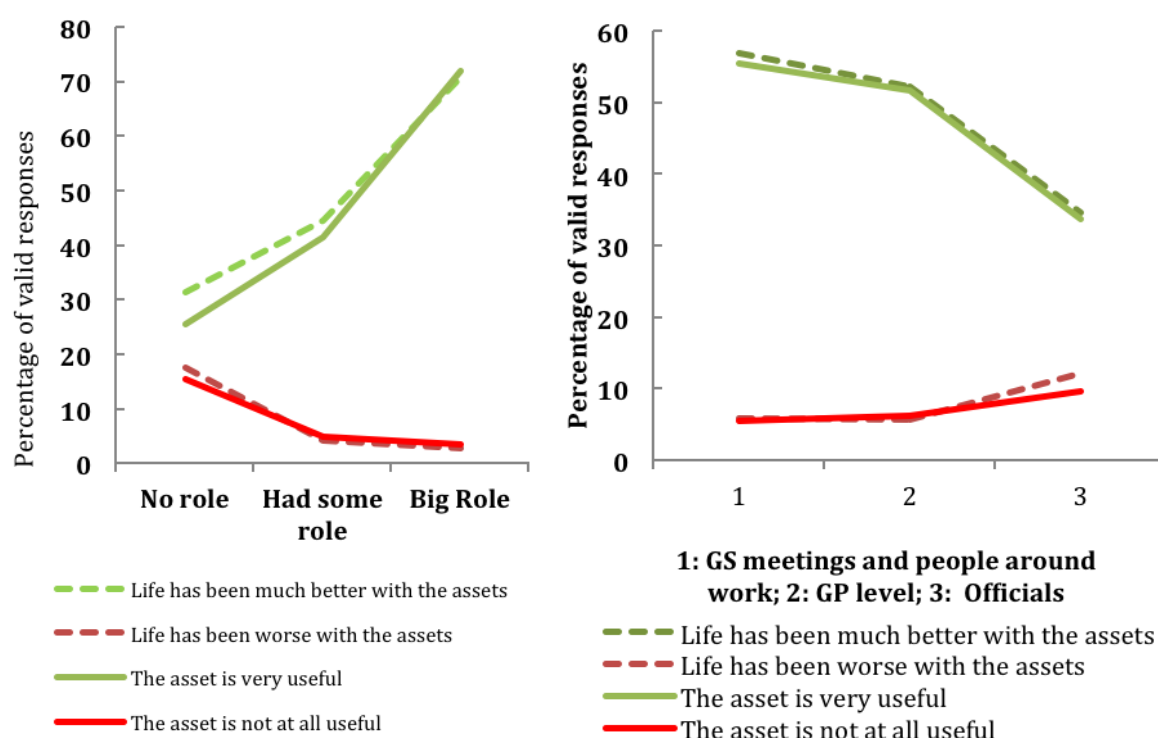 Percentage of valid responses
80
70
60
50
40
30
20
10
0
No role
Had some
role
Big Role
Life has been much better with the assets
Life has been worse with the assets
The asset is very useful
The asset is not at all useful
Percentage of valid responses
60
50
40
30
20
10
0
1
2
3
1: GS meetings and people around
work; 2: GP level; 3: Officials
Life has been much better with the assets
Life has been worse with the assets
The asset is very useful
The asset is not at all useful